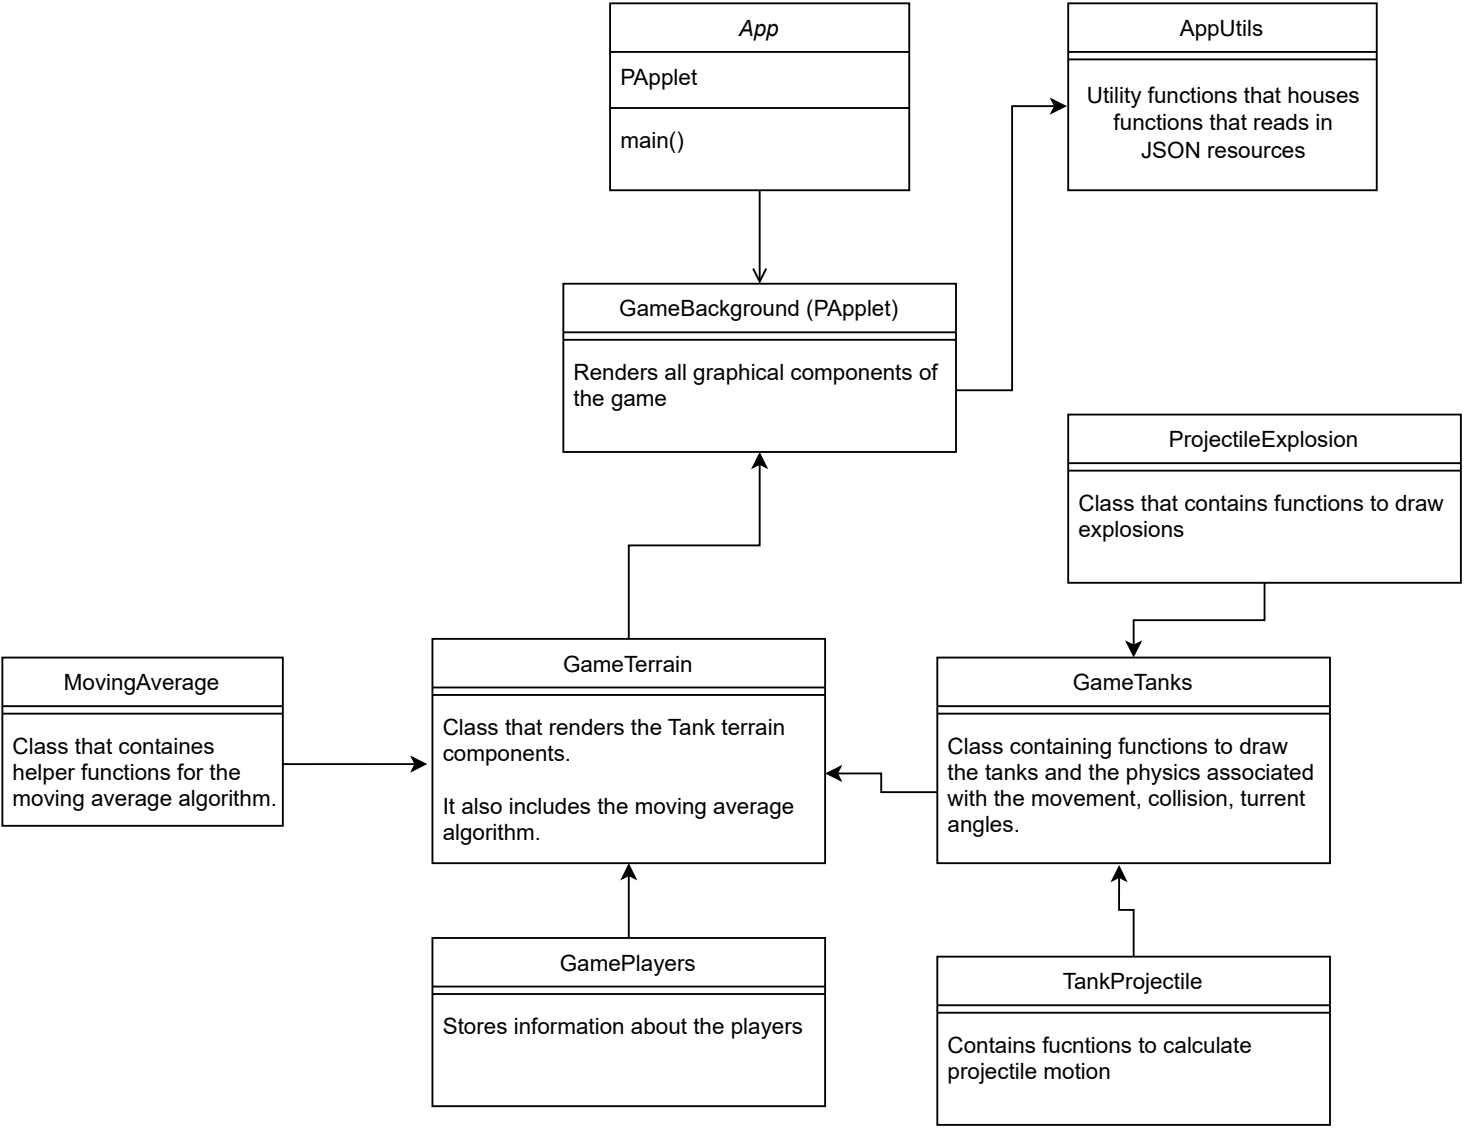 App
PApplet
main()
AppUtils
Utility functions that houses
functions that reads in
JSON resources
GameBackground (PApplet)
Renders all graphical components of
the game
ProjectileExplosion
Class that contains functions to draw
explosions
MovingAverage
Class that containes
helper functions for the
moving average algorithm.
GameTerrain
Class that renders the Tank terrain
components.
It also includes the moving average
algorithm.
GameTanks
Class containing functions to draw
the tanks and the physics associated
with the movement, collision, turrent
angles.
GamePlayers
Stores information about the players
TankProjectile
Contains fucntions to calculate
projectile motion